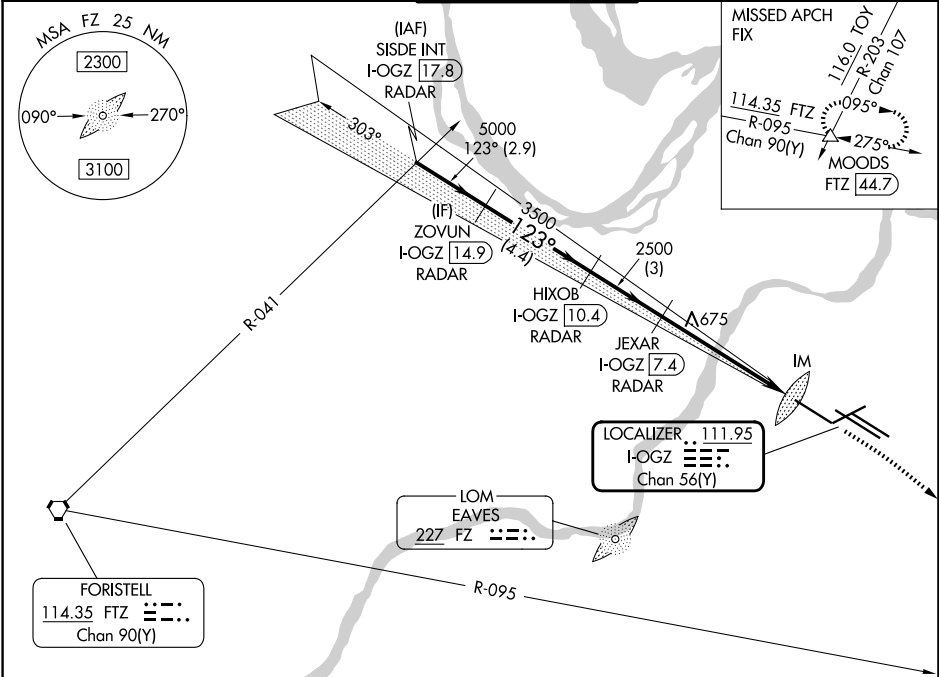 MSA FZ 25 NM
2300
090°
270°
3100
(IAF)
SISDE INT
I-OGZ 17.8
RADAR
303°
5000
123° (2.9)
(IF)
ZOVUN
I-OGZ 14.9
RADAR
3500
123°
(4.4)
2500
(3)
HIXOB
I-OGZ 10.4
RADAR
675
JEXAR
I-OGZ 7.4
RADAR
IM
MISSED APCH
FIX
116.0 TOY
R-203
Chan 107
114.35 FTZ
R-095
Chan 90(Y)
095°
275°
MOODS
FTZ 44.7
R-041
LOCALIZER 111.95
I-OGZ
Chan 56(Y)
LOM
EAVES
227 FZ
R-095
FORISTELL
114.35 FTZ
Chan 90(Y)